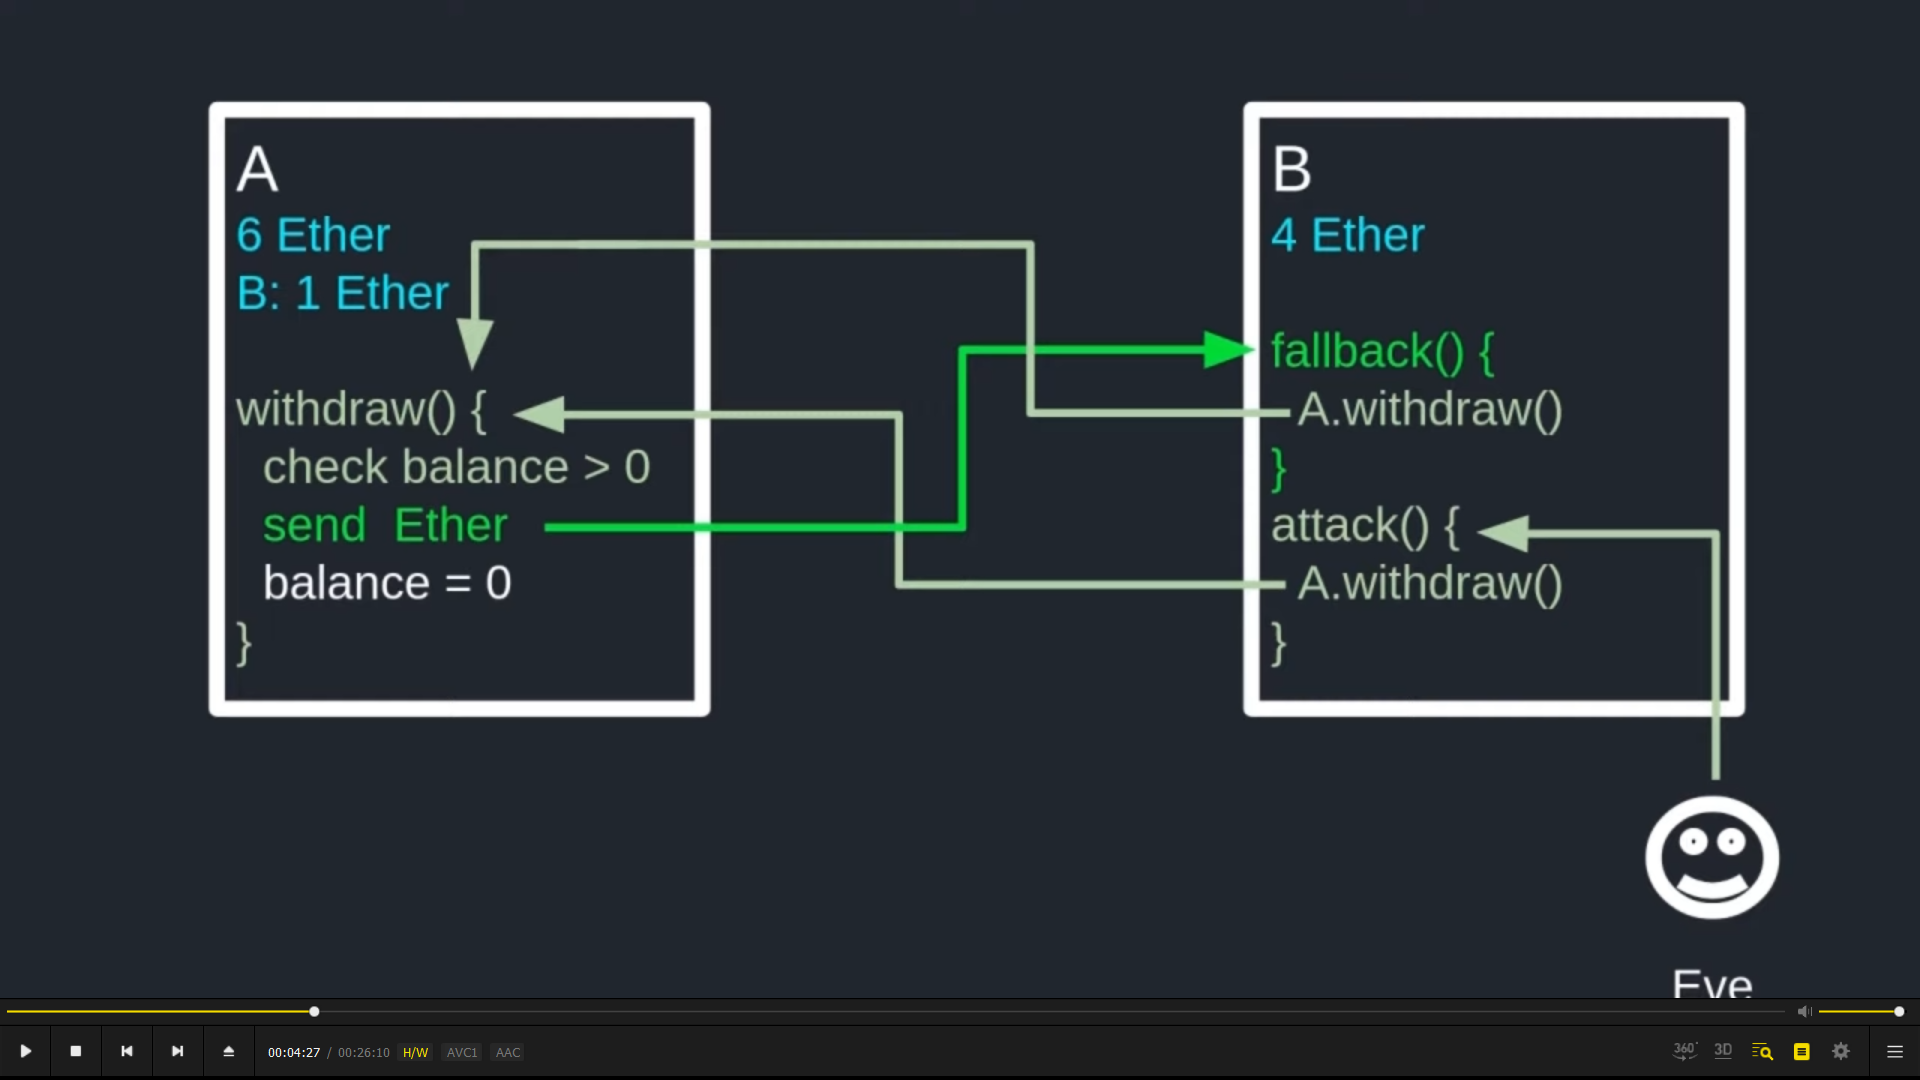 A
6 Ether
B: 1 Ether
withdraw() {
check balance > 0
send Ether
balance = 0
}
B
4 Ether
fallback() {
A.withdraw()
}
attack() {
A.withdraw()
}
Eve
00:04:27 / 00:26:10 H/W AVC1 AAC
360° 3D